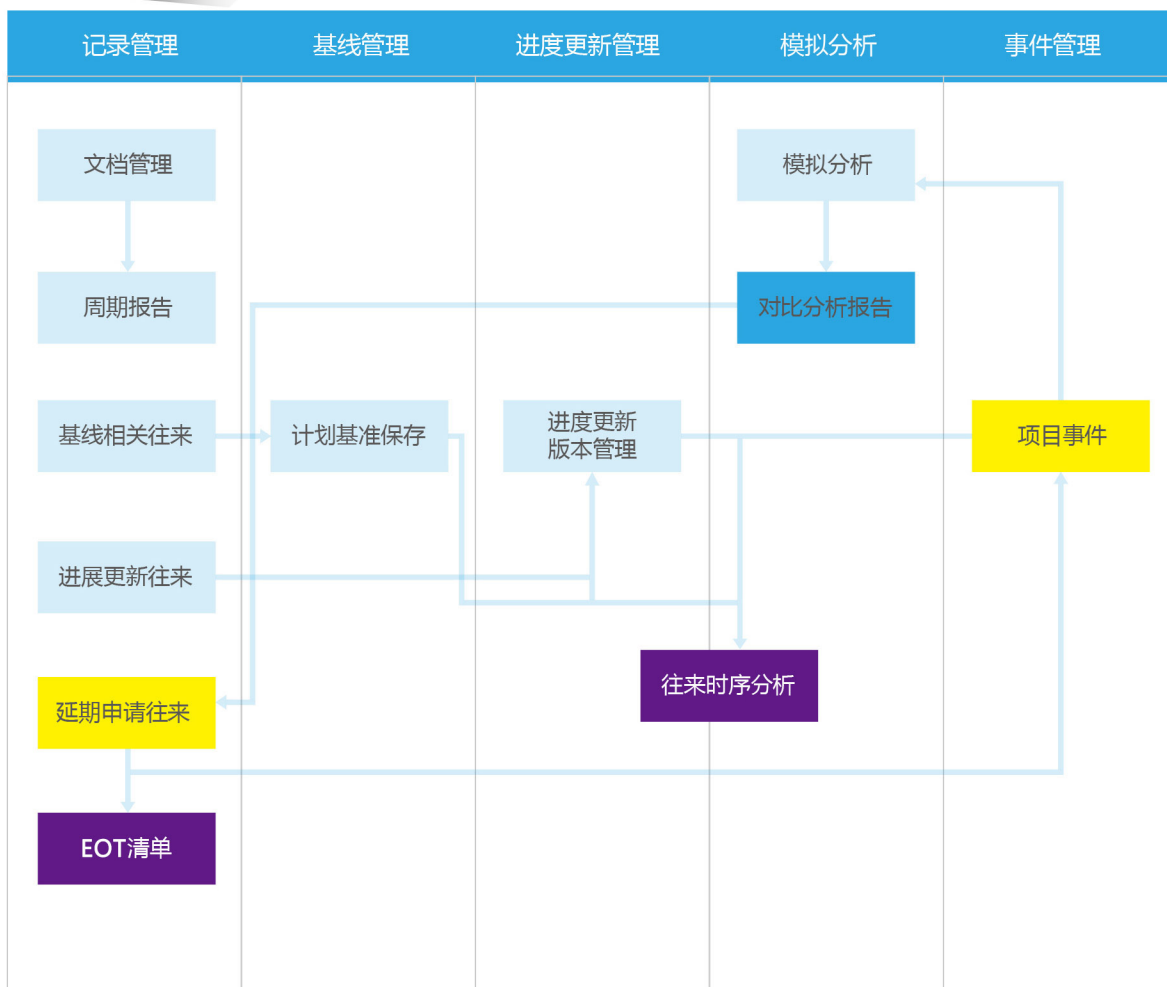 记录管理
基线管理
进度更新管理
模拟分析
事件管理
文档管理
模拟分析
周期报告
对比分析报告
基线相关往来
计划基准保存
进度更新
版本管理
项目事件
进展更新往来
往来时序分析
延期申请往来
EOT清单